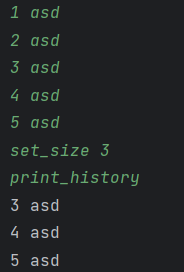 1 asd
2 asd
3 asd
4 asd
5 asd
set_size 3
print_history
3 asd
4 asd
5 asd